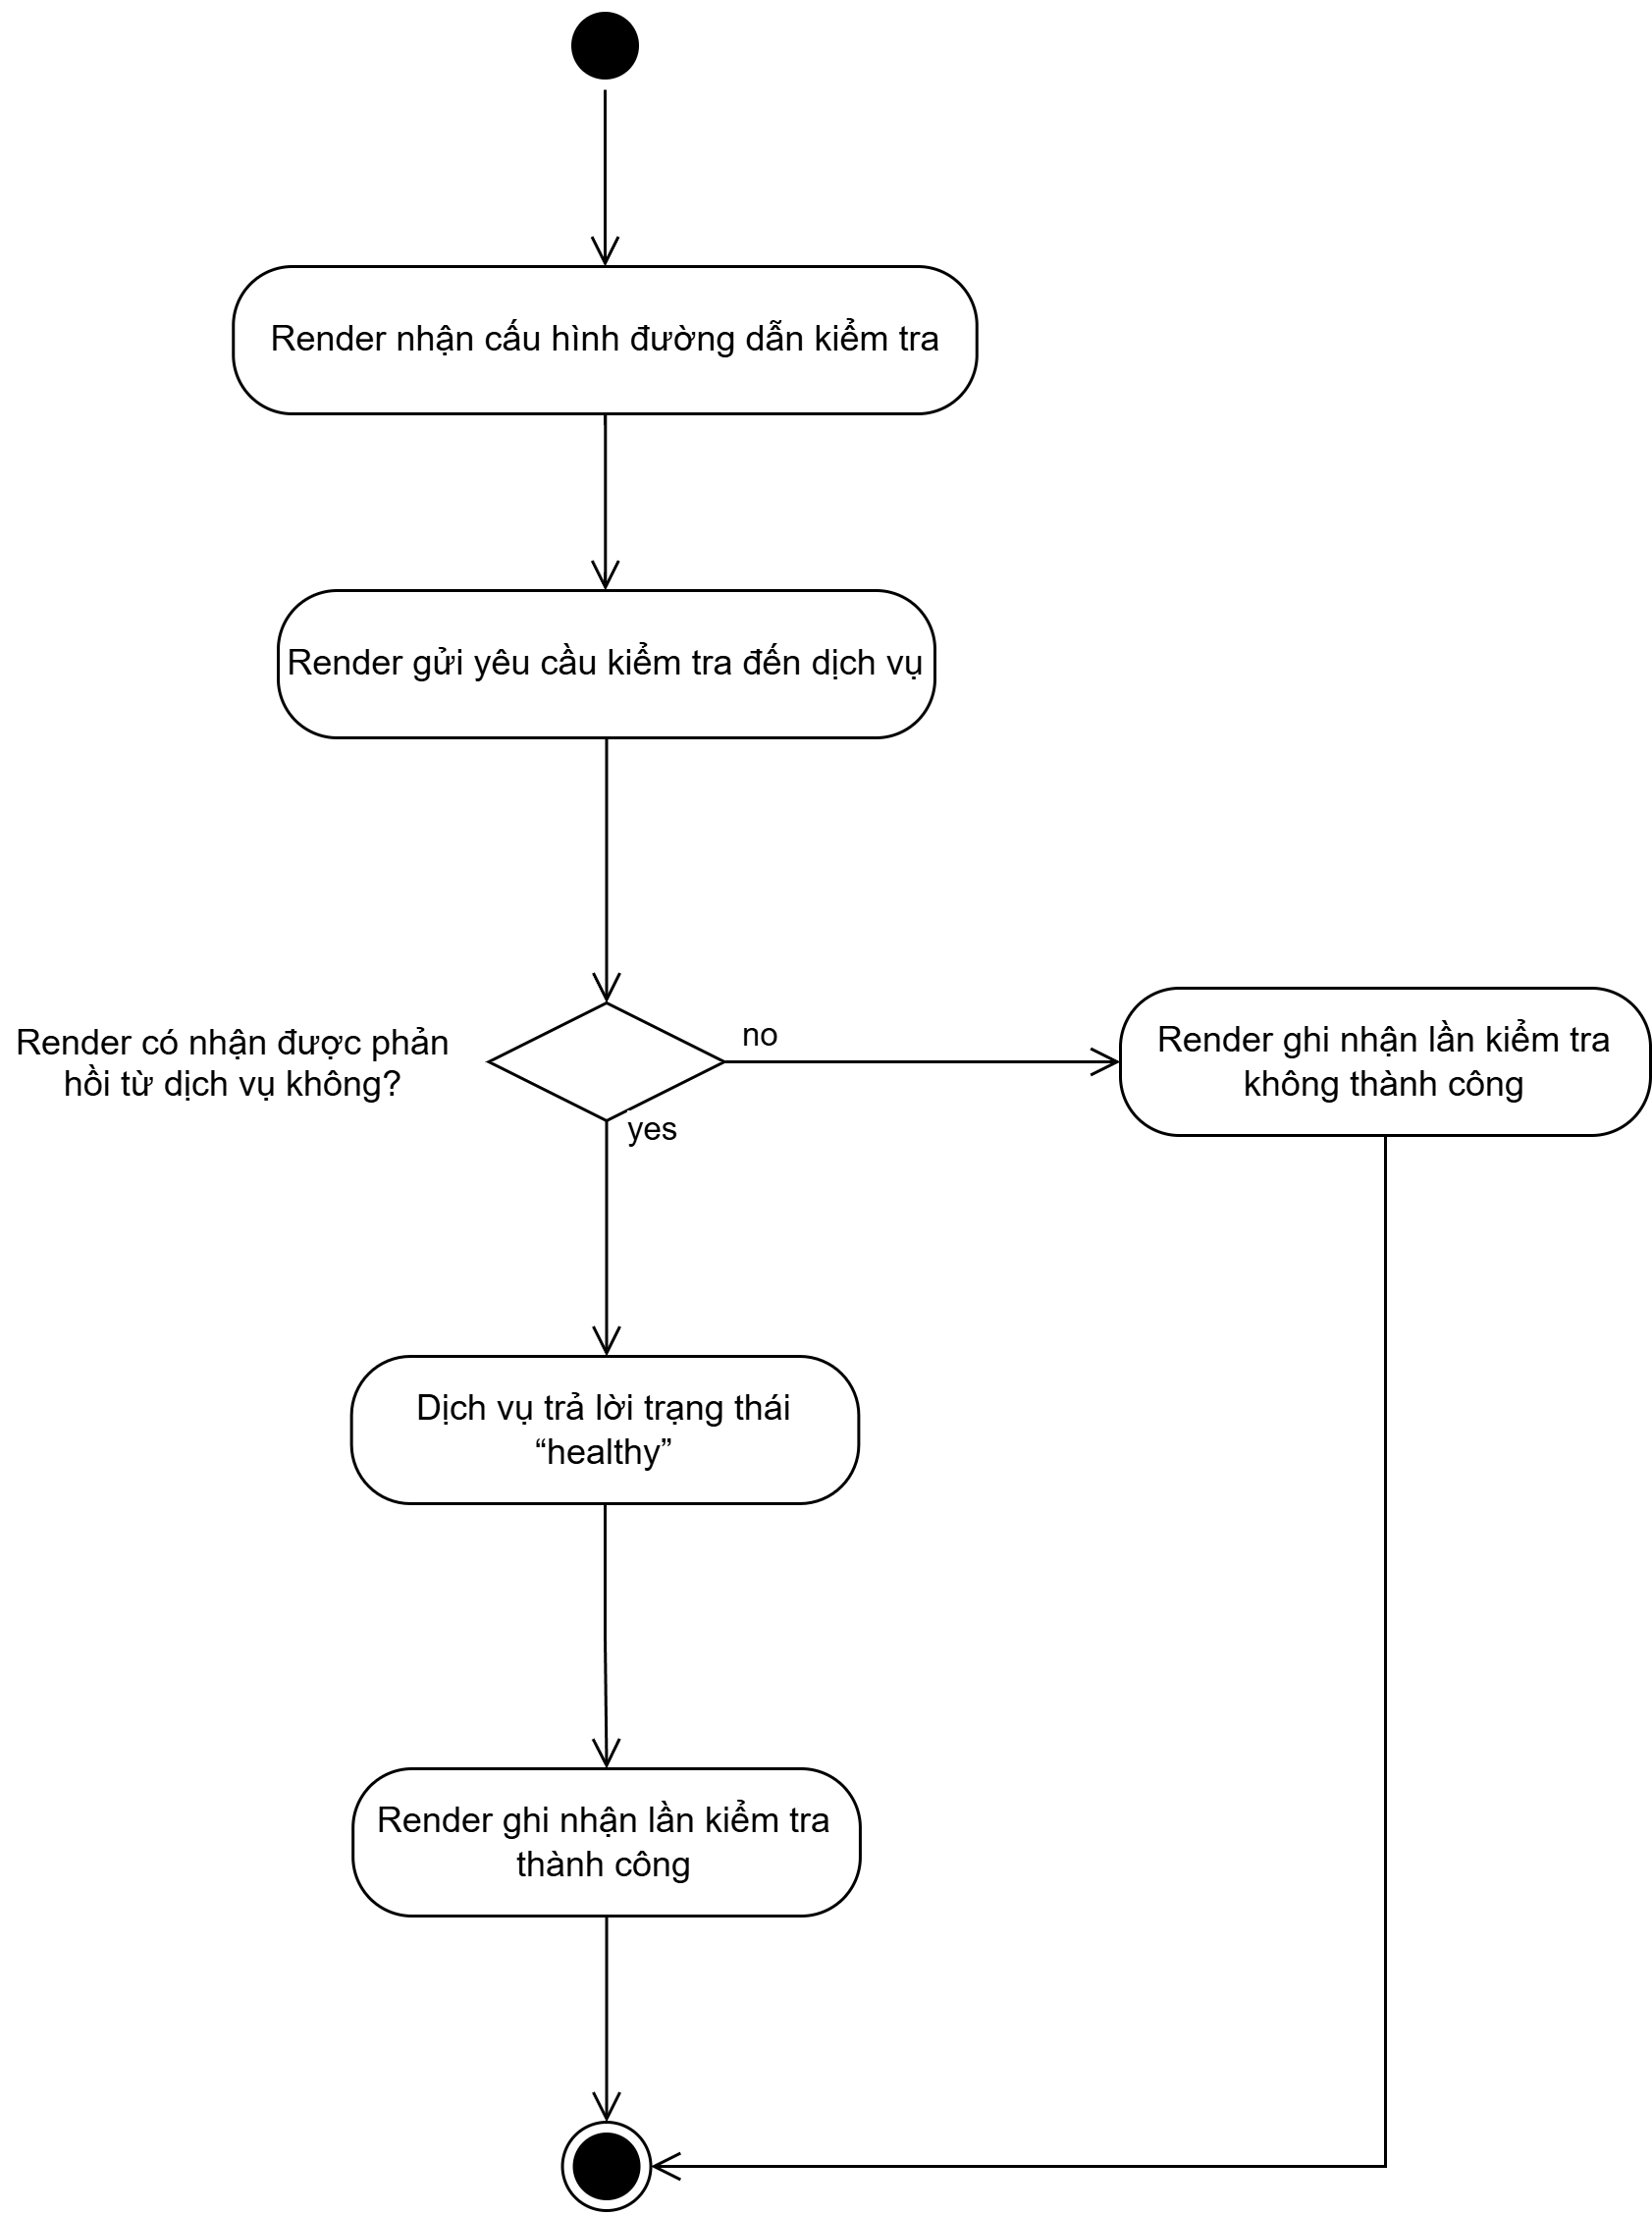 Render nhận cấu hình đường dẫn kiểm tra
Render gửi yêu cầu kiểm tra đến dịch vụ
Render có nhận được phản
hồi từ dịch vụ không?
no
Render ghi nhận lần kiểm tra
không thành công
yes
Dịch vụ trả lời trạng thái
“healthy”
Render ghi nhận lần kiểm tra
thành công